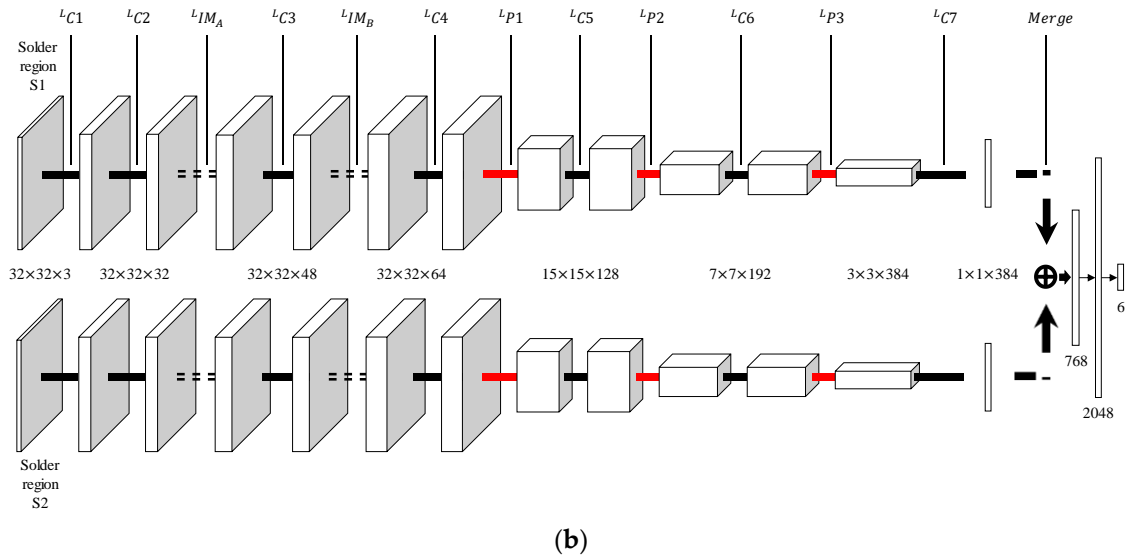 ᴸC1 ᴸC2 ᴸIM_A ᴸC3 ᴸIM_B ᴸC4 ᴸP1 ᴸC5 ᴸP2 ᴸC6 ᴸP3 ᴸC7 Merge
Solder
region
S1
32×32×3 32×32×32 32×32×48 32×32×64 15×15×128 7×7×192 3×3×384 1×1×384
6
768
2048
Solder
region
S2
(b)